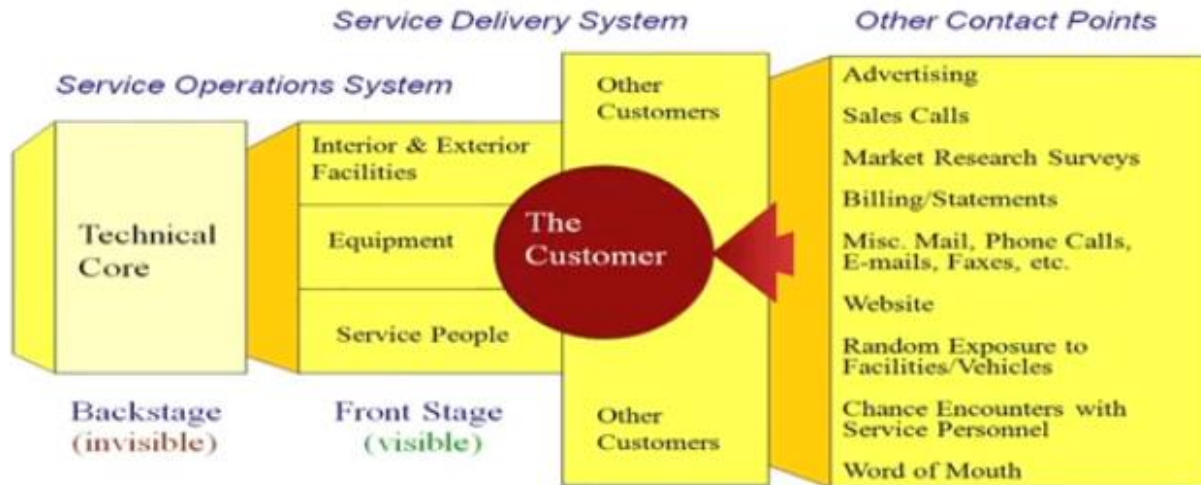 Service Delivery System
Other Contact Points
Service Operations System
Technical
Core
Backstage
(invisible)
Interior & Exterior
Facilities
Equipment
Service People
Front Stage
(visible)
Other
Customers
The
Customer
Other
Customers
Advertising
Sales Calls
Market Research Surveys
Billing/Statements
Misc. Mail, Phone Calls,
E-mails, Faxes, etc.
Website
Random Exposure to
Facilities/Vehicles
Chance Encounters with
Service Personnel
Word of Mouth